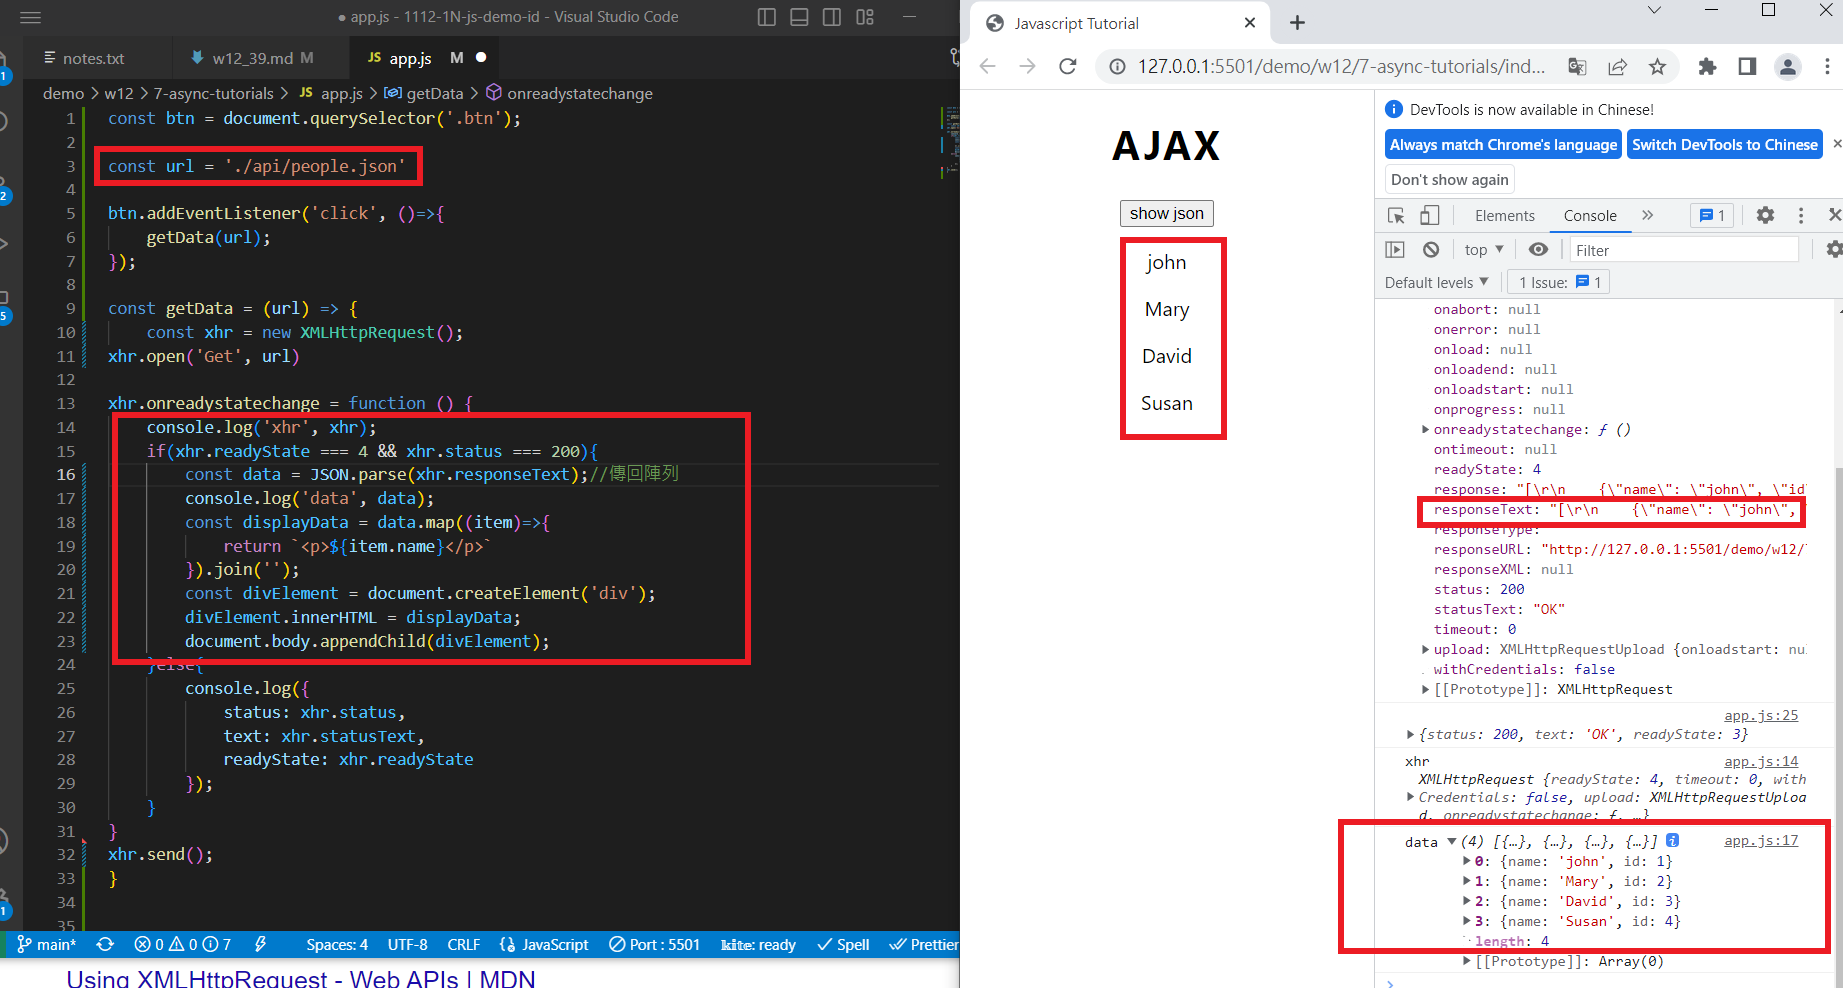 app.js - 1112-1N-js-demo-id - Visual Studio Code
notes.txt
w12_39.md M
JS app.js M
demo > w12 > 7-async-tutorials > JS app.js > getData > onreadystatechange
1 const btn = document.querySelector('.btn');
2
3 const url = './api/people.json'
4
5 btn.addEventListener('click', ()=>{
6 getData(url);
7 });
8
9 const getData = (url) => {
10 const xhr = new XMLHttpRequest();
11 xhr.open('Get', url)
12
13 xhr.onreadystatechange = function () {
14 console.log('xhr', xhr);
15 if(xhr.readyState === 4 && xhr.status === 200){
16 const data = JSON.parse(xhr.responseText);//傳回陣列
17 console.log('data', data);
18 const displayData = data.map((item)=>{
19 return `<p>${item.name}</p>`
20 }).join('');
21 const divElement = document.createElement('div');
22 divElement.innerHTML = displayData;
23 document.body.appendChild(divElement);
24 }else{
25 console.log({
26 status: xhr.status,
27 text: xhr.statusText,
28 readyState: xhr.readyState
29 });
30 }
31 }
32 xhr.send();
33 }
34
35
1
2
5
1
main* 0 0 7 Spaces: 4 UTF-8 CRLF JavaScript Port : 5501 kite: ready Spell Prettier
Using XMLHttpRequest - Web APIs | MDN
Javascript Tutorial
127.0.0.1:5501/demo/w12/7-async-tutorials/ind...
AJAX
show json
john
Mary
David
Susan
DevTools is now available in Chinese!
Always match Chrome's language
Switch DevTools to Chinese
Don't show again
Elements Console » 1
top Filter
Default levels 1 Issue: 1
onabort: null
onerror: null
onload: null
onloadend: null
onloadstart: null
onprogress: null
onreadystatechange: ƒ ()
ontimeout: null
readyState: 4
response: "[\r\n {\"name\": \"john\", \"id\
responseText: "[\r\n {\"name\": \"john\",
responseType:
responseURL: "http://127.0.0.1:5501/demo/w12/
responseXML: null
status: 200
statusText: "OK"
timeout: 0
upload: XMLHttpRequestUpload {onloadstart: nu
withCredentials: false
[[Prototype]]: XMLHttpRequest
app.js:25
{status: 200, text: 'OK', readyState: 3}
xhr app.js:14
XMLHttpRequest {readyState: 4, timeout: 0, with
Credentials: false, upload: XMLHttpRequestUploa
d, onreadystatechange: ƒ, …}
data (4) [{…}, {…}, {…}, {…}] i app.js:17
0: {name: 'john', id: 1}
1: {name: 'Mary', id: 2}
2: {name: 'David', id: 3}
3: {name: 'Susan', id: 4}
length: 4
[[Prototype]]: Array(0)